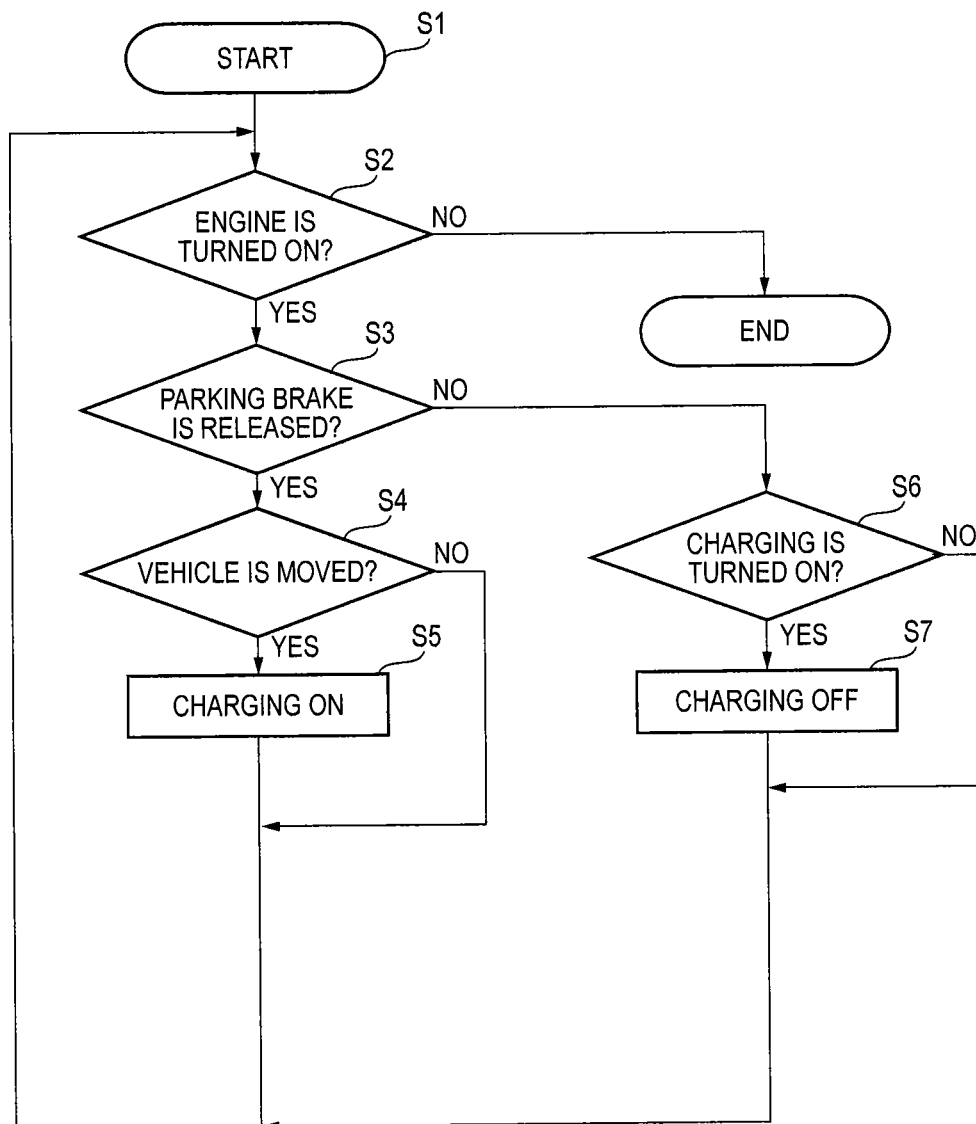 S1
START
S2
ENGINE IS
TURNED ON?
NO
YES
END
S3
PARKING BRAKE
IS RELEASED?
NO
YES
S4
VEHICLE IS MOVED?
NO
YES
S6
CHARGING IS
TURNED ON?
NO
YES
S5
CHARGING ON
S7
CHARGING OFF